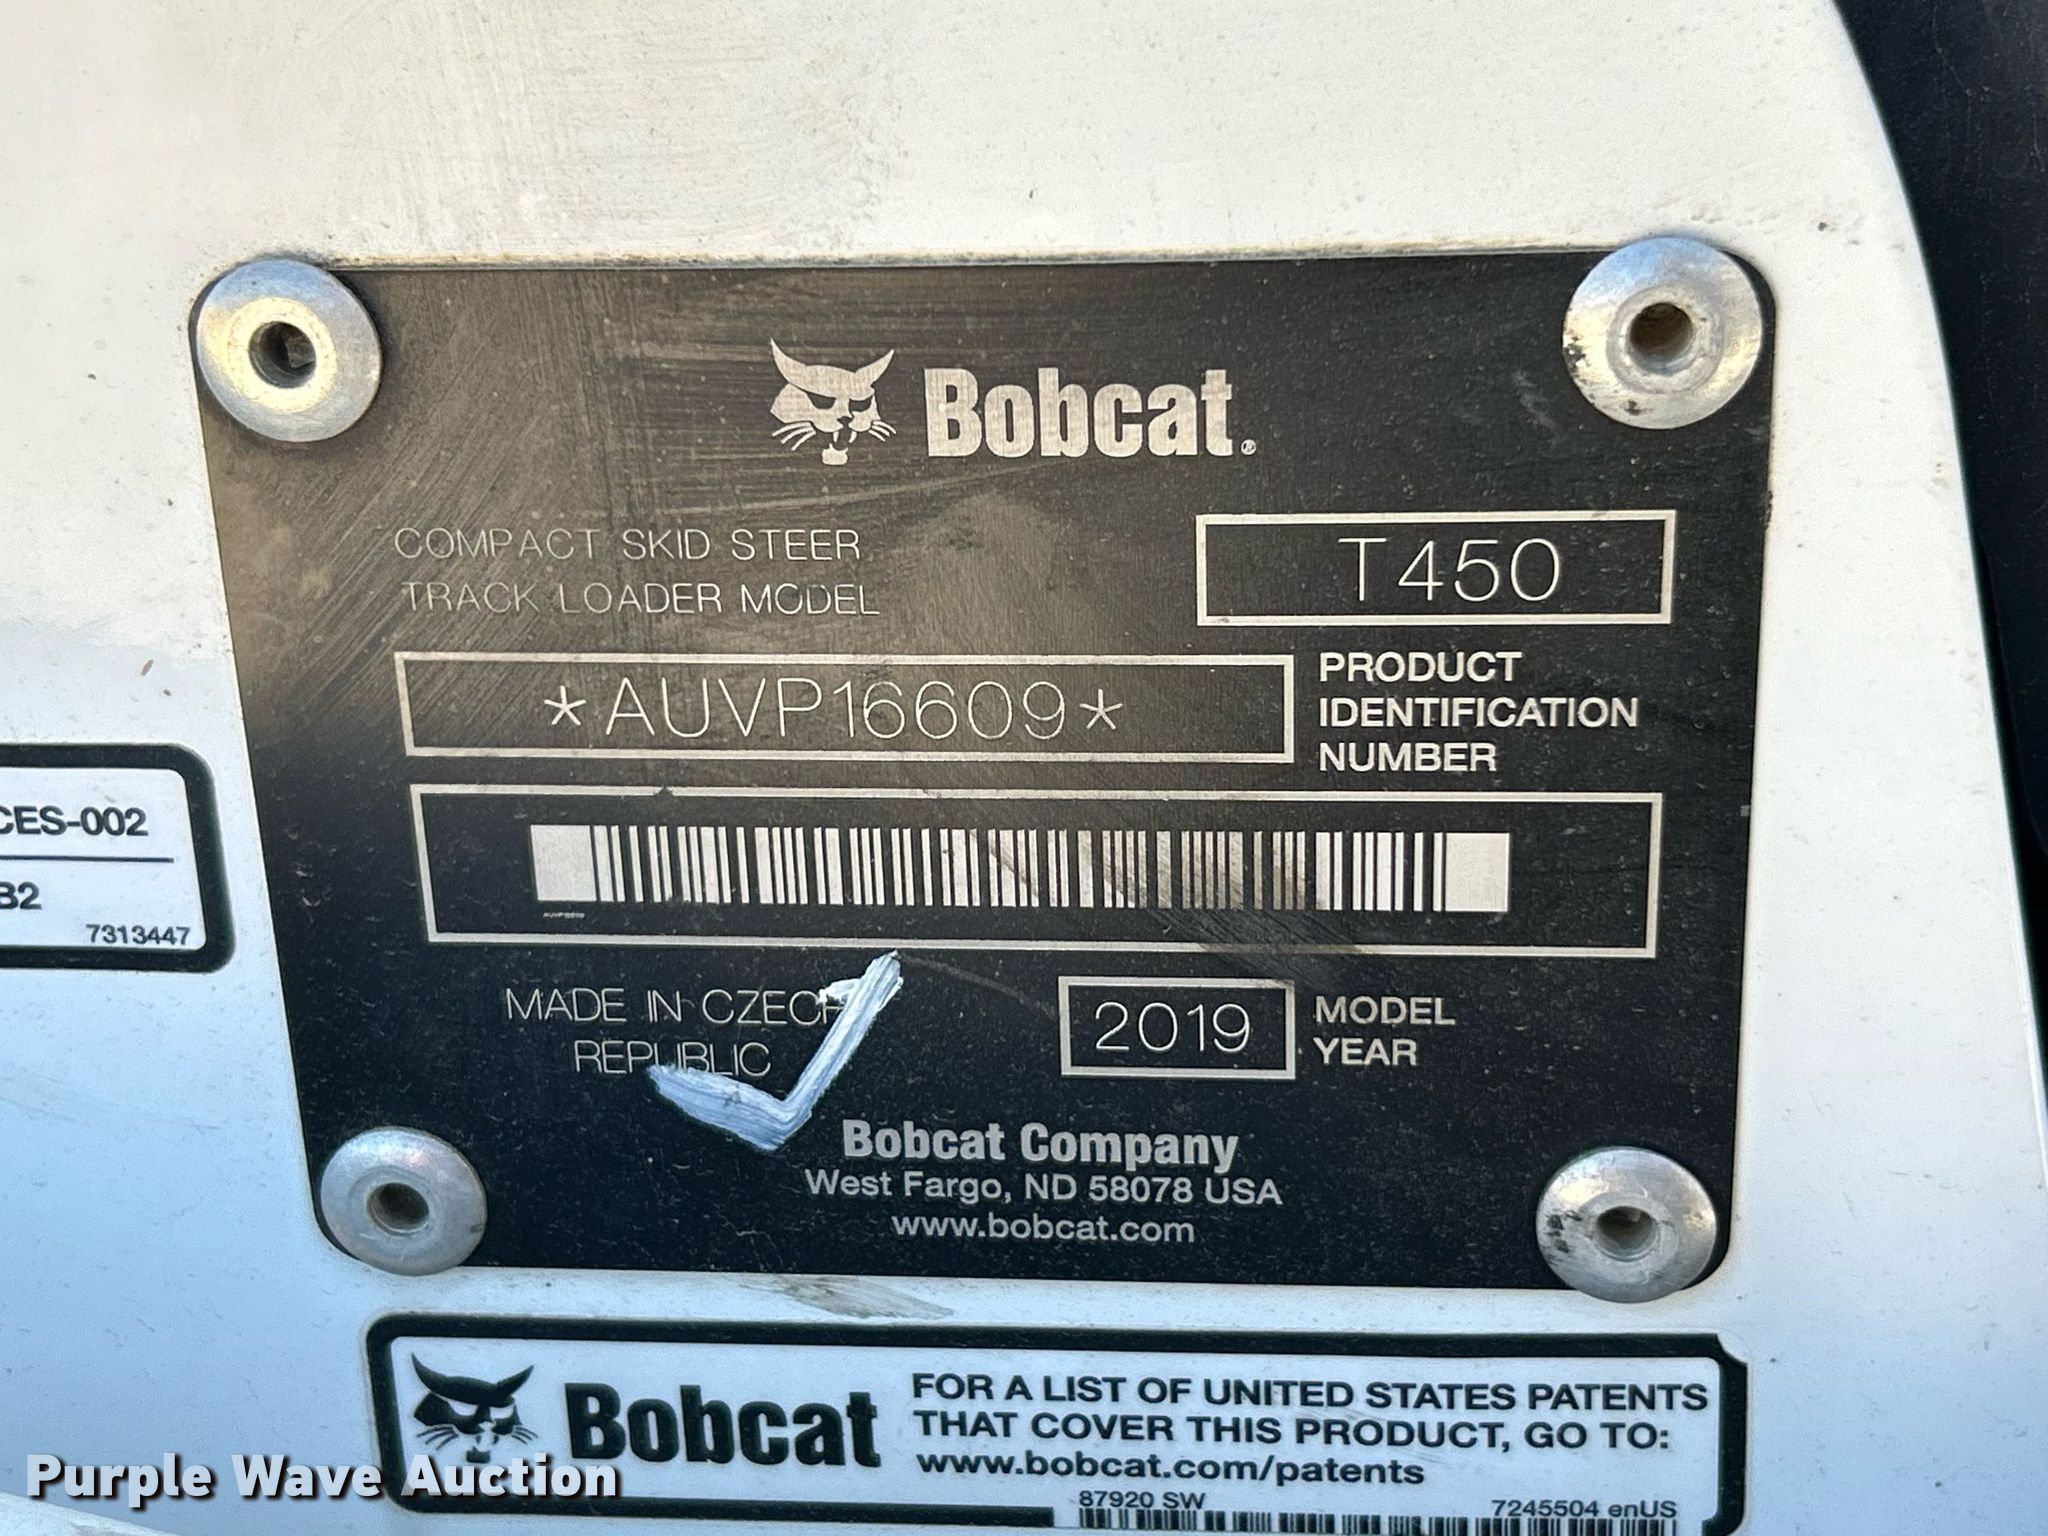 Bobcat®
COMPACT SKID STEER
TRACK LOADER MODEL
T450
*AUVP16609*
PRODUCT
IDENTIFICATION
NUMBER
AUVP16609
MADE IN CZECH
REPUBLIC
2019
MODEL
YEAR
Bobcat Company
West Fargo, ND 58078 USA
www.bobcat.com
CES-002
B2
7313447
Bobcat
FOR A LIST OF UNITED STATES PATENTS
THAT COVER THIS PRODUCT, GO TO:
www.bobcat.com/patents
87920 SW
7245504 enUS
Purple Wave Auction